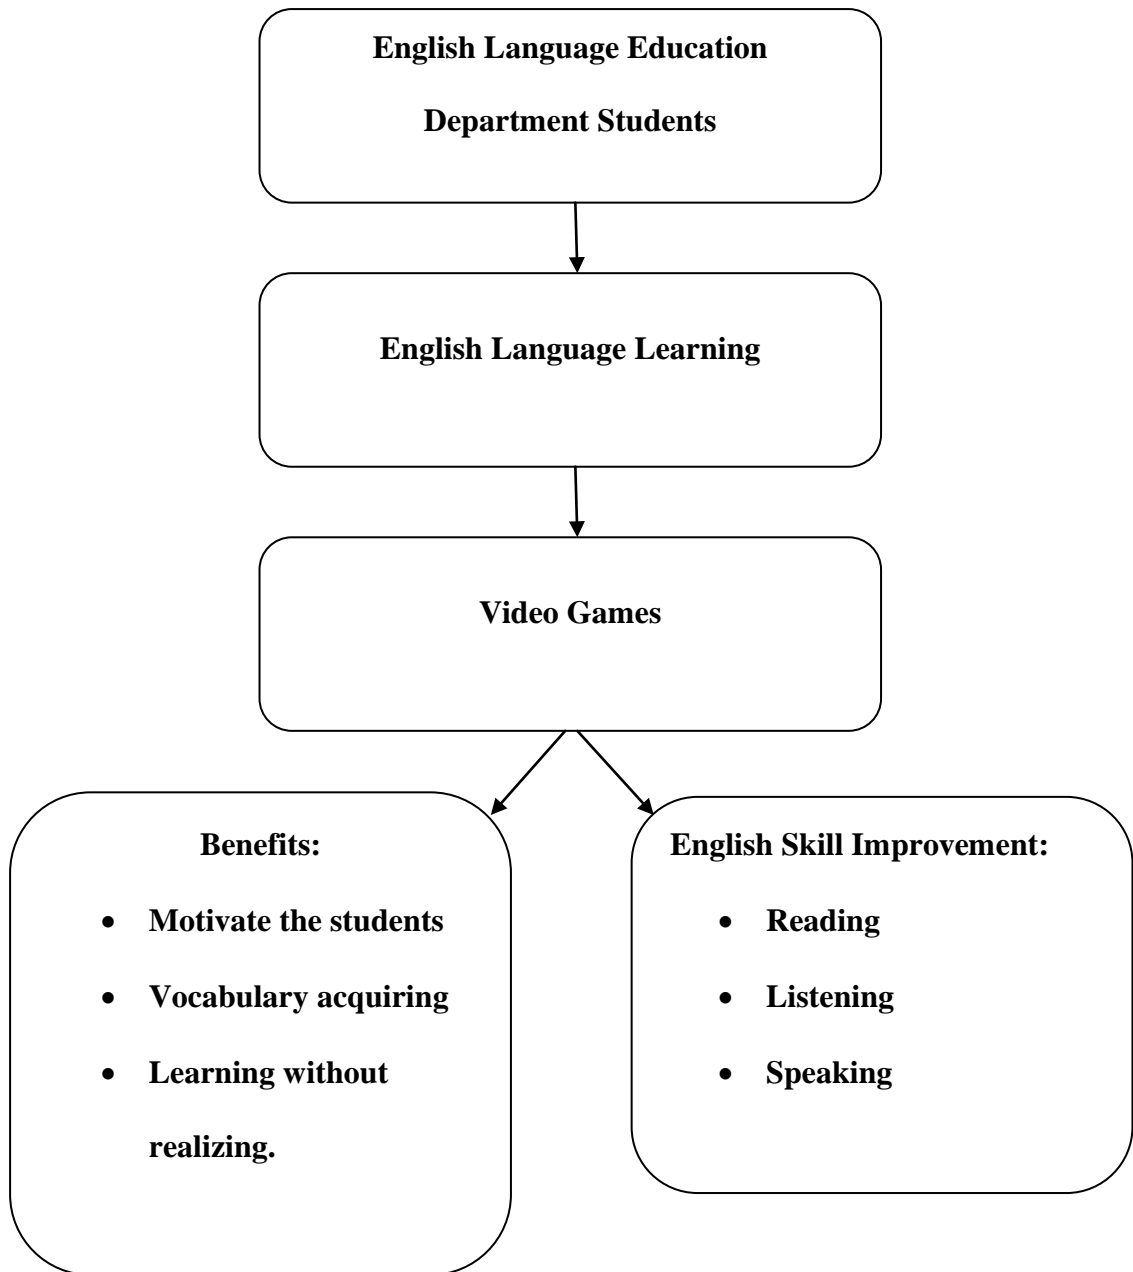 English Language Education
Department Students
English Language Learning
Video Games
Benefits:
• Motivate the students
• Vocabulary acquiring
• Learning without
realizing.
English Skill Improvement:
• Reading
• Listening
• Speaking